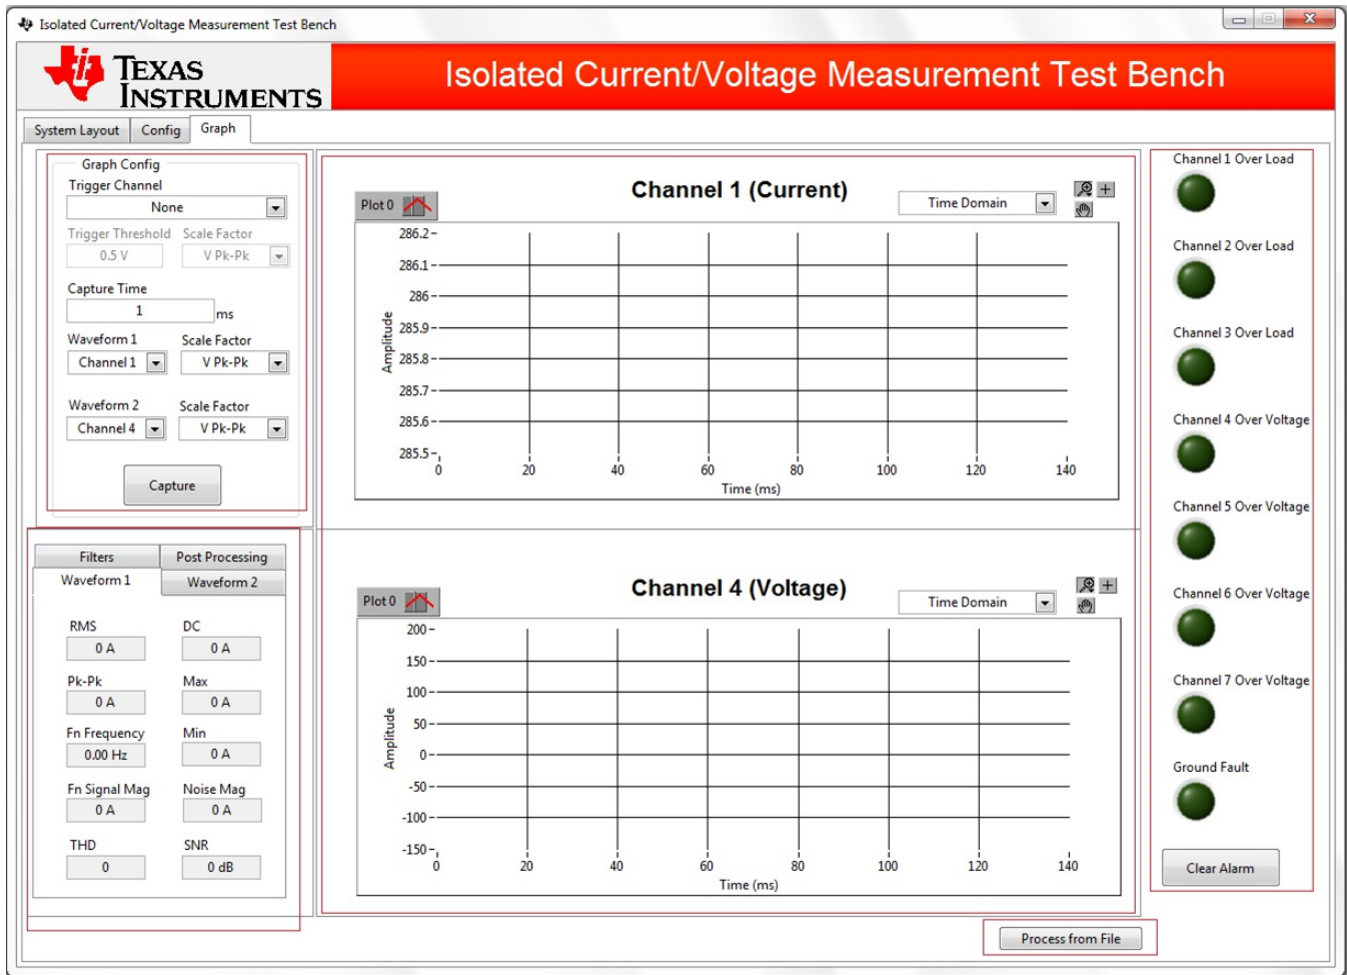 Isolated Current/Voltage Measurement Test Bench
TEXAS
INSTRUMENTS
Isolated Current/Voltage Measurement Test Bench
System Layout Config Graph
Graph Config
Trigger Channel
None
Trigger Threshold Scale Factor
0.5 V V Pk-Pk
Capture Time
1 ms
Waveform 1 Scale Factor
Channel 1 V Pk-Pk
Waveform 2 Scale Factor
Channel 4 V Pk-Pk
Capture
Filters Post Processing
Waveform 1 Waveform 2
RMS DC
0 A 0 A
Pk-Pk Max
0 A 0 A
Fn Frequency Min
0.00 Hz 0 A
Fn Signal Mag Noise Mag
0 A 0 A
THD SNR
0 0 dB
Plot 0 Channel 1 (Current) Time Domain
286.2
286.1
286
285.9
285.8
285.7
285.6
285.5
Amplitude
0 20 40 60 80 100 120 140
Time (ms)
Plot 0 Channel 4 (Voltage) Time Domain
200
150
100
50
0
-50
-100
-150
Amplitude
0 20 40 60 80 100 120 140
Time (ms)
Channel 1 Over Load
Channel 2 Over Load
Channel 3 Over Load
Channel 4 Over Voltage
Channel 5 Over Voltage
Channel 6 Over Voltage
Channel 7 Over Voltage
Ground Fault
Clear Alarm
Process from File